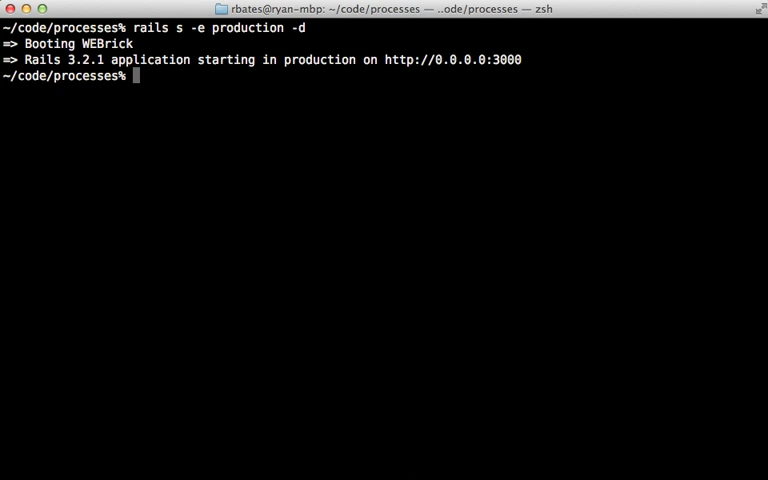 rbates@ryan-mbp: ~/code/processes — ..ode/processes — zsh
~/code/processes% rails s -e production -d
=> Booting WEBrick
=> Rails 3.2.1 application starting in production on http://0.0.0.0:3000
~/code/processes%